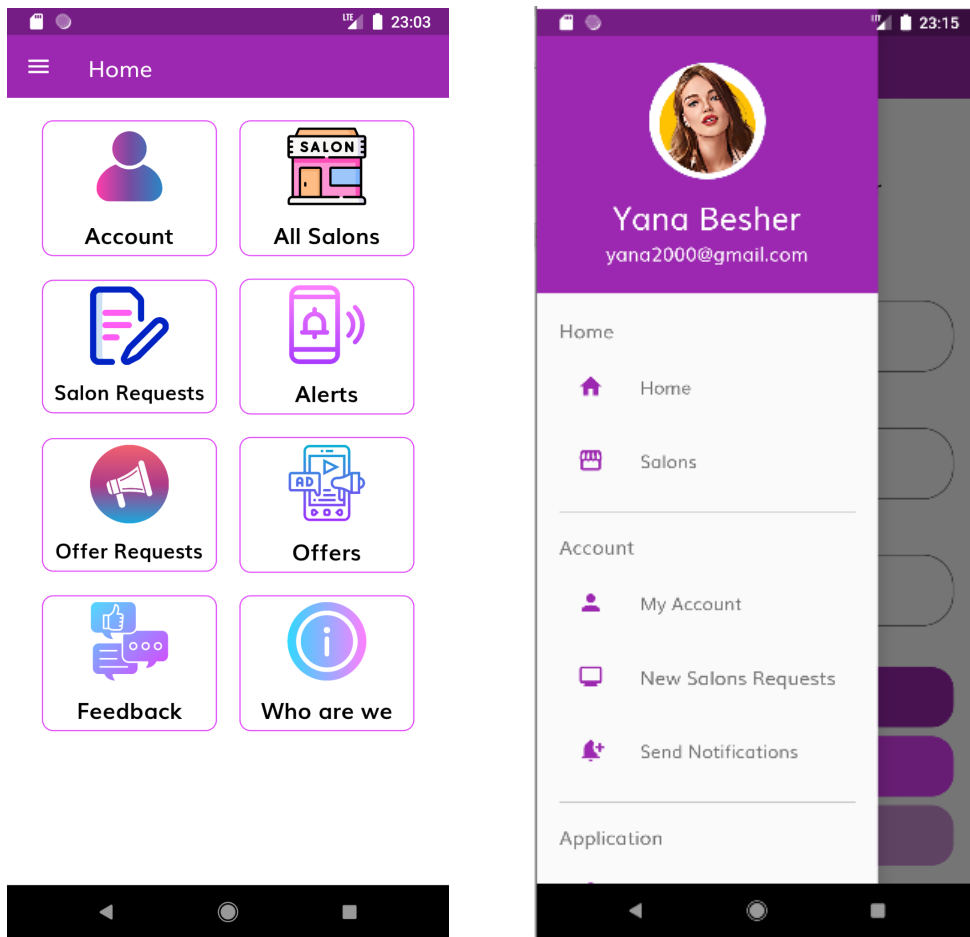 LTE 23:03
Home
SALON
Account
All Salons
Salon Requests
Alerts
AD
Offer Requests
Offers
Feedback
Who are we
23:15
Yana Besher
yana2000@gmail.com
Home
Home
Salons
Account
My Account
New Salons Requests
Send Notifications
Application